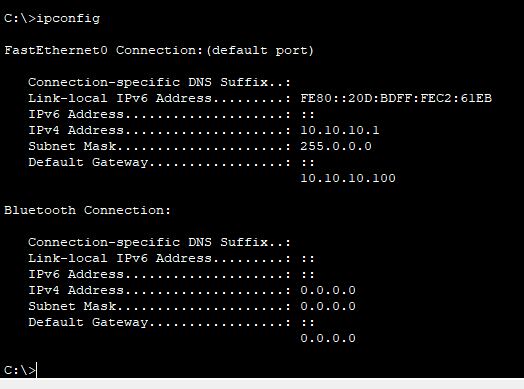 C:\>ipconfig
FastEthernet0 Connection:(default port)
Connection-specific DNS Suffix..:
Link-local IPv6 Address.........: FE80::20D:BDFF:FEC2:61EB
IPv6 Address....................: ::
IPv4 Address....................: 10.10.10.1
Subnet Mask.....................: 255.0.0.0
Default Gateway.................: ::
10.10.10.100
Bluetooth Connection:
Connection-specific DNS Suffix..:
Link-local IPv6 Address.........: ::
IPv6 Address....................: ::
IPv4 Address....................: 0.0.0.0
Subnet Mask.....................: 0.0.0.0
Default Gateway.................: ::
0.0.0.0
C:\>